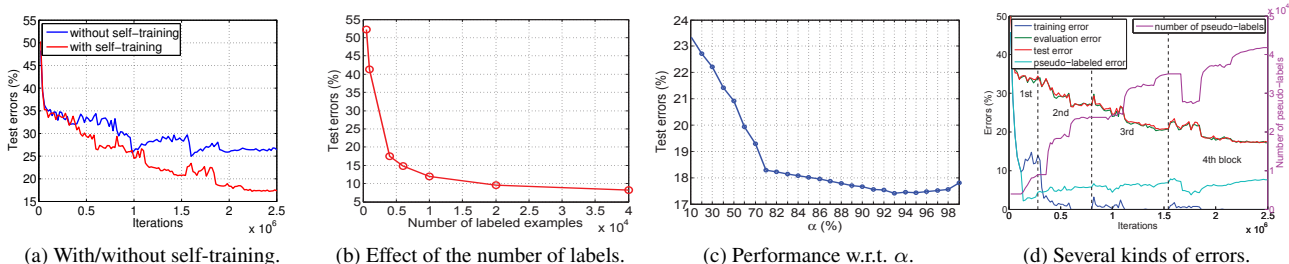 without self-training
with self-training
Test errors (%)
55
50
45
40
35
30
25
20
15
0
0.5
1
1.5
2
2.5
Iterations
x 10^6
(a) With/without self-training.
Test errors (%)
55
50
45
40
35
30
25
20
15
10
5
0
0.5
1
1.5
2
2.5
3
3.5
4
Number of labeled examples
x 10^4
(b) Effect of the number of labels.
Test errors (%)
24
23
22
21
20
19
18
17
10
30
50
70
82
84
86
88
90
92
94
96
98
α (%)
(c) Performance w.r.t. α.
training error
evaluation error
test error
pseudo-labeled error
number of pseudo-labels
Errors (%)
50
40
30
20
10
0
1st
2nd
3rd
4th block
0
0.5
1
1.5
2
2.5
Iterations
x 10^6
5
4
3
2
1
0
x 10^4
Number of pseudo-labels
(d) Several kinds of errors.